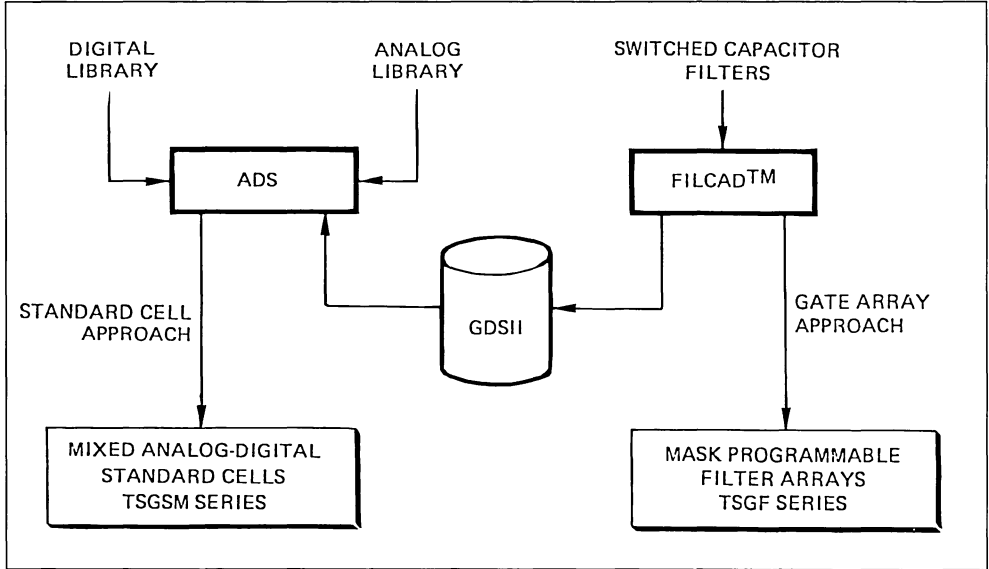 DIGITAL
LIBRARY
ANALOG
LIBRARY
SWITCHED CAPACITOR
FILTERS
ADS
FILCAD™
GDSII
STANDARD CELL
APPROACH
GATE ARRAY
APPROACH
MIXED ANALOG-DIGITAL
STANDARD CELLS
TSGSM SERIES
MASK PROGRAMMABLE
FILTER ARRAYS
TSGF SERIES